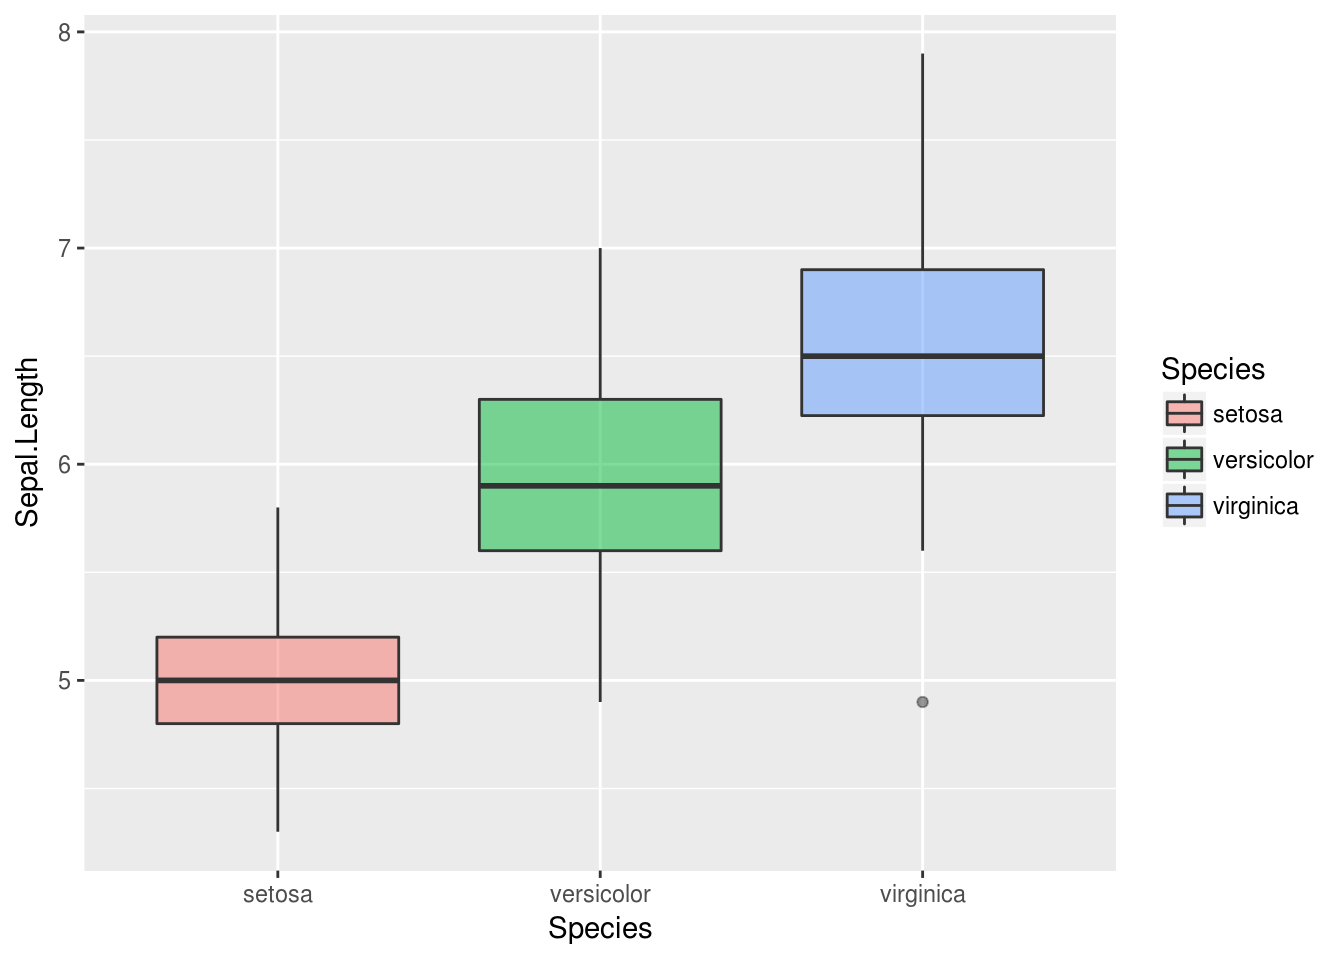 8
7
6
5
Sepal.Length
setosa
versicolor
virginica
Species
Species
setosa
versicolor
virginica